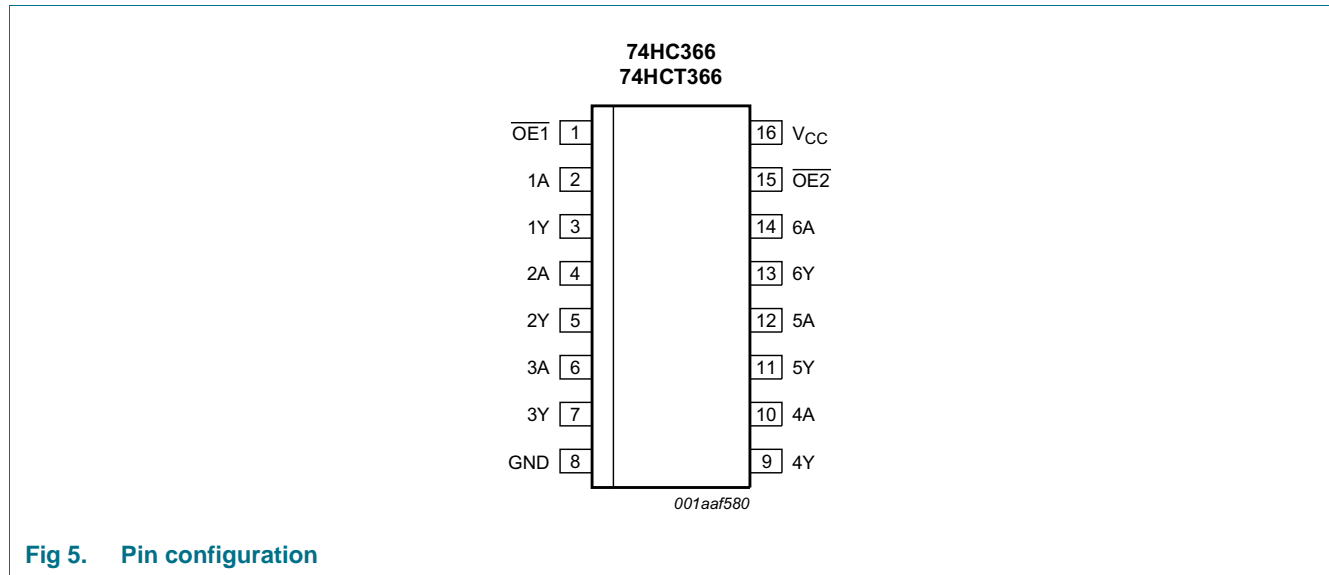 74HC366
74HCT366
OE1 1
1A 2
1Y 3
2A 4
2Y 5
3A 6
3Y 7
GND 8
16 VCC
15 OE2
14 6A
13 6Y
12 5A
11 5Y
10 4A
9 4Y
001aaf580
Fig 5. Pin configuration